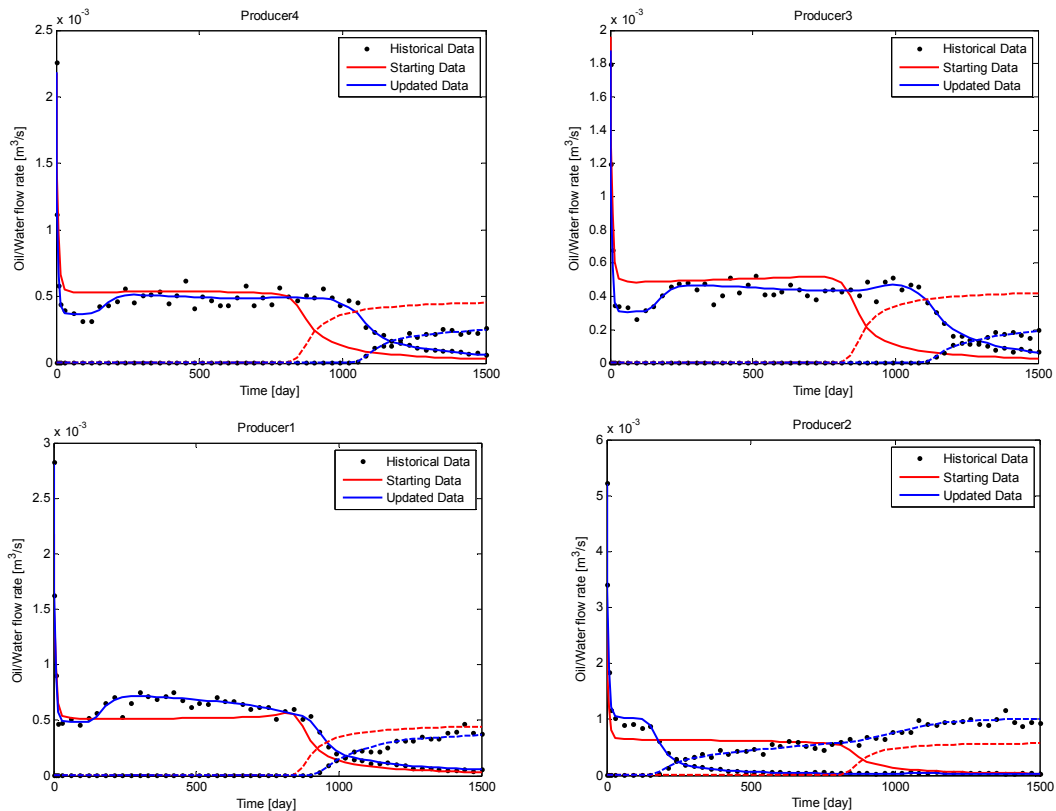 Producer4
x 10⁻³
Oil/Water flow rate [m³/s]
2.5
2
1.5
1
0.5
0
0 500 1000 1500
Time [day]
Historical Data
Starting Data
Updated Data
Producer3
x 10⁻³
Oil/Water flow rate [m³/s]
2
1.8
1.6
1.4
1.2
1
0.8
0.6
0.4
0.2
0
0 500 1000 1500
Time [day]
Historical Data
Starting Data
Updated Data
Producer1
x 10⁻³
Oil/Water flow rate [m³/s]
3
2.5
2
1.5
1
0.5
0
0 500 1000 1500
Time [day]
Historical Data
Starting Data
Updated Data
Producer2
x 10⁻³
Oil/Water flow rate [m³/s]
6
5
4
3
2
1
0
0 500 1000 1500
Time [day]
Historical Data
Starting Data
Updated Data